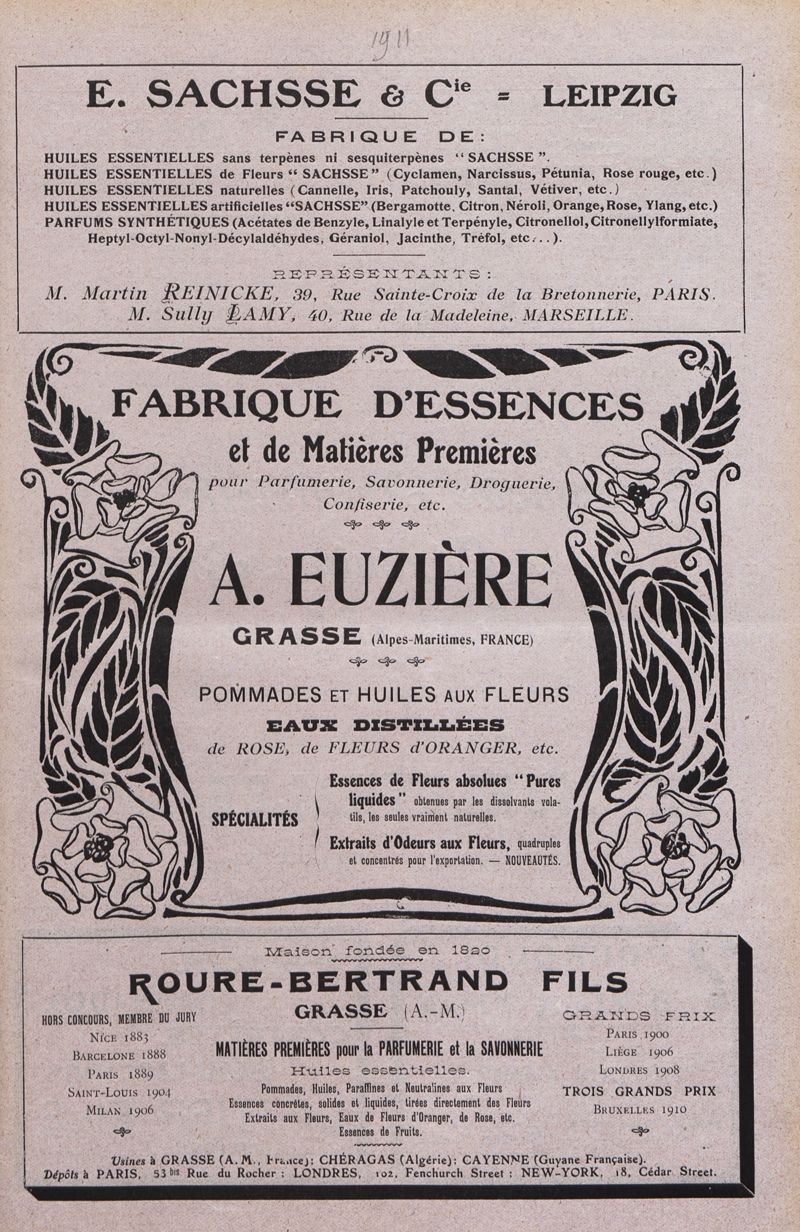 1911
E. SACHSSE & Cie = LEIPZIG
FABRIQUE DE:
HUILES ESSENTIELLES sans terpènes ni sesquiterpènes “SACHSSE”.
HUILES ESSENTIELLES de Fleurs “SACHSSE” (Cyclamen, Narcissus, Pétunia, Rose rouge, etc.)
HUILES ESSENTIELLES naturelles (Cannelle, Iris, Patchouly, Santal, Vétiver, etc.)
HUILES ESSENTIELLES artificielles “SACHSSE” (Bergamotte, Citron, Néroli, Orange, Rose, Ylang, etc.)
PARFUMS SYNTHÉTIQUES (Acétates de Benzyle, Linalyle et Terpényle, Citronellol, Citronellylformiate,
Heptyl-Octyl-Nonyl-Décylaldéhydes, Géraniol, Jacinthe, Tréfol, etc...).
REPRÉSENTANTS:
M. Martin REINICKE, 39, Rue Sainte-Croix de la Bretonnerie, PARIS.
M. Sully LAMY, 40, Rue de la Madeleine, MARSEILLE.
FABRIQUE D'ESSENCES
et de Matières Premières
pour Parfumerie, Savonnerie, Droguerie,
Confiserie, etc.
A. EUZIÈRE
GRASSE (Alpes-Maritimes, FRANCE)
POMMADES ET HUILES AUX FLEURS
EAUX DISTILLÉES
de ROSE, de FLEURS d'ORANGER, etc.
SPÉCIALITÉS
Essences de Fleurs absolues “Pures
liquides” obtenues par les dissolvants vola-
tils, les seules vraiment naturelles.
Extraits d'Odeurs aux Fleurs, quadruples
et concentrés pour l'exportation. — NOUVEAUTÉS.
Maison fondée en 1820
ROURE-BERTRAND FILS
GRASSE (A.-M.)
HORS CONCOURS, MEMBRE DU JURY
NICE 1883
BARCELONE 1888
PARIS 1889
SAINT-LOUIS 1904
MILAN 1906
MATIÈRES PREMIÈRES pour la PARFUMERIE et la SAVONNERIE
Huiles essentielles.
Pommades, Huiles, Paraffines et Neutralines aux Fleurs
Essences concrètes, solides et liquides, tirées directement des Fleurs
Extraits aux Fleurs, Eaux de Fleurs d'Oranger, de Rose, etc.
Essences de Fruits.
GRANDS PRIX
PARIS 1900
LIÈGE 1906
LONDRES 1908
TROIS GRANDS PRIX
BRUXELLES 1910
Usines à GRASSE (A.M., France); CHÉRAGAS (Algérie); CAYENNE (Guyane Française).
Dépôts à PARIS, 53 bis Rue du Rocher; LONDRES, 102, Fenchurch Street; NEW-YORK, 18, Cédar Street.